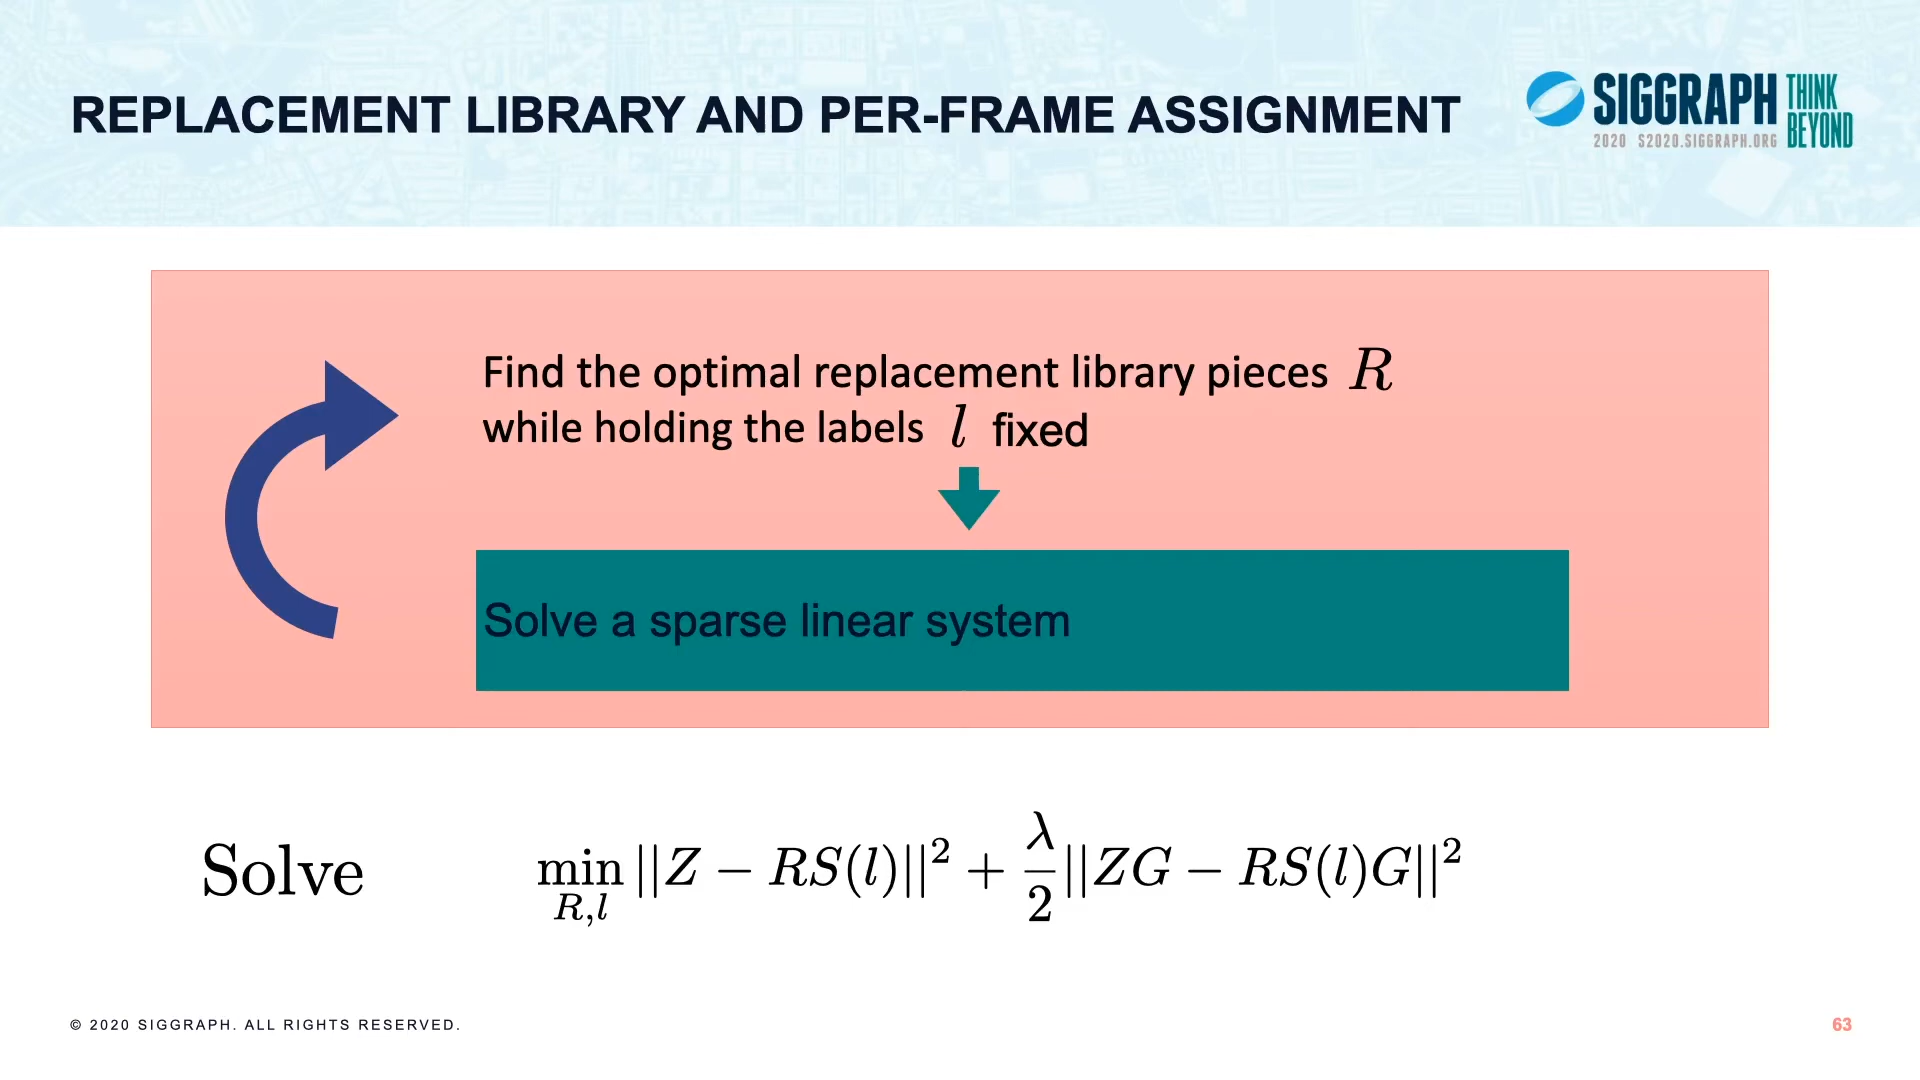 REPLACEMENT LIBRARY AND PER-FRAME ASSIGNMENT
SIGGRAPH THINK BEYOND
2020 S2020.SIGGRAPH.ORG
Find the optimal replacement library pieces R
while holding the labels l fixed
Solve a sparse linear system
Solve min_{R,l} ||Z − RS(l)||² + λ/2 ||ZG − RS(l)G||²
© 2020 SIGGRAPH. ALL RIGHTS RESERVED.
63